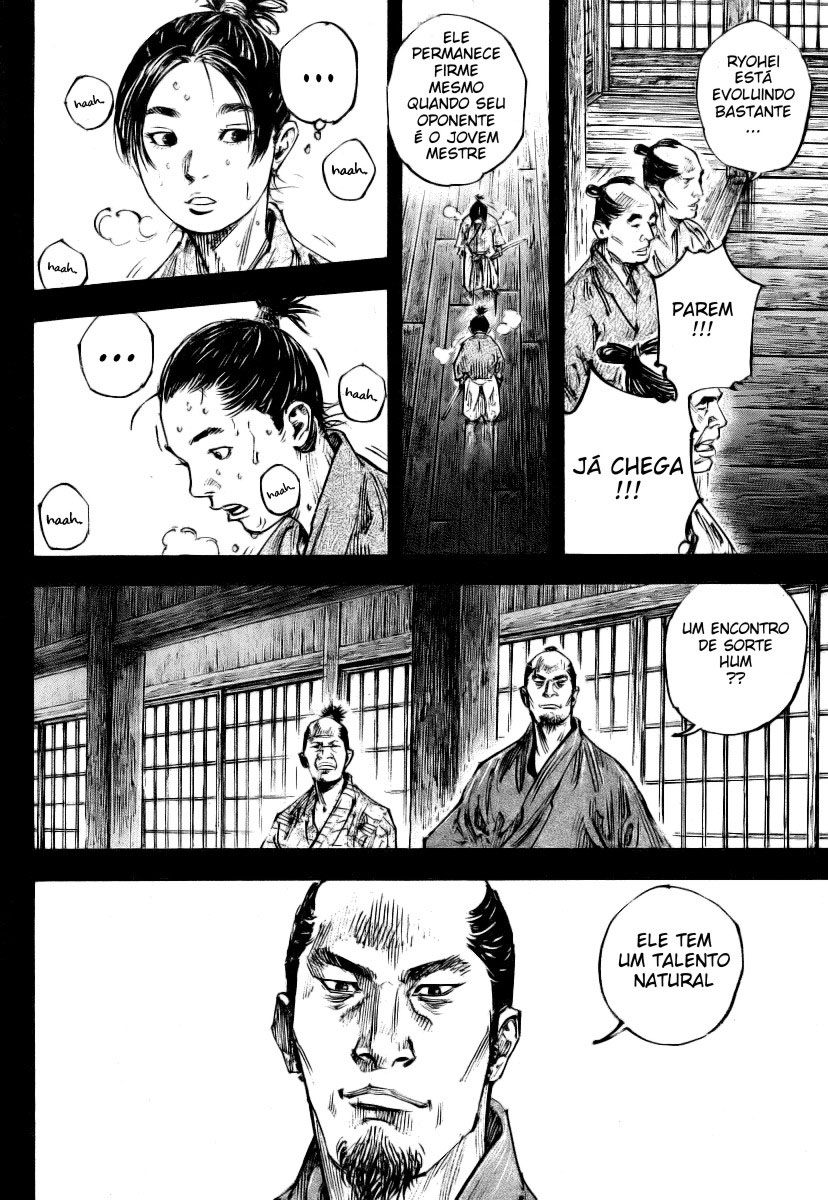 RYOHEI
ESTÁ
EVOLUINDO
BASTANTE
...
PAREM
!!!
JÁ CHEGA
!!!
ELE
PERMANECE
FIRME
MESMO
QUANDO SEU
OPONENTE
É O JOVEM
MESTRE
...
haah.
haah.
haah.
...
haah.
haah.
haah.
UM ENCONTRO
DE SORTE
HUM
??
ELE TEM
UM TALENTO
NATURAL